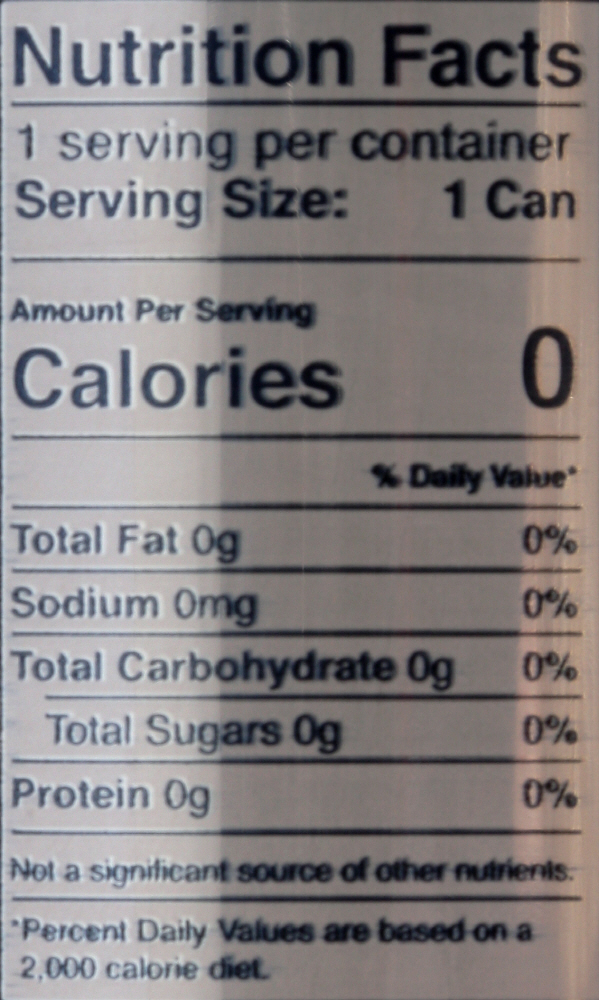 Nutrition Facts
1 serving per container
Serving Size: 1 Can
Amount Per Serving
Calories 0
% Daily Value*
Total Fat 0g 0%
Sodium 0mg 0%
Total Carbohydrate 0g 0%
Total Sugars 0g 0%
Protein 0g 0%
Not a significant source of other nutrients.
*Percent Daily Values are based on a
2,000 calorie diet.